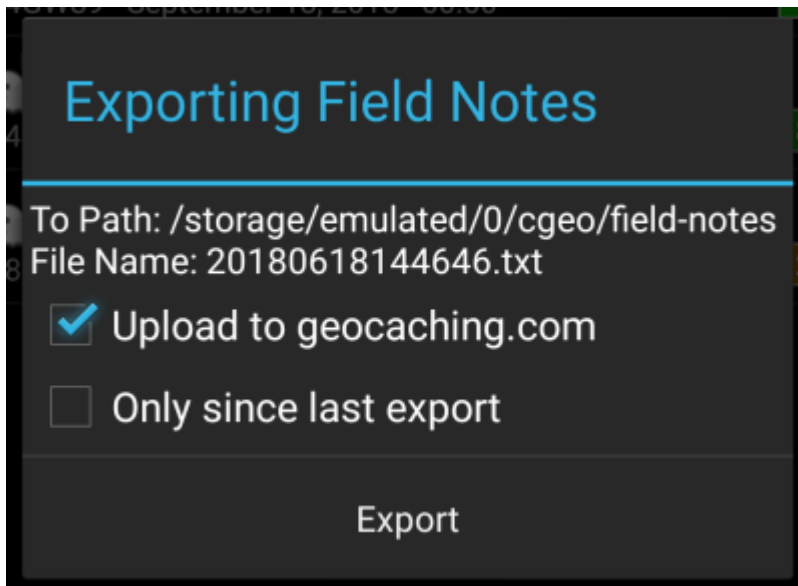 Exporting Field Notes
To Path: /storage/emulated/0/cgeo/field-notes
File Name: 20180618144646.txt
Upload to geocaching.com
Only since last export
Export